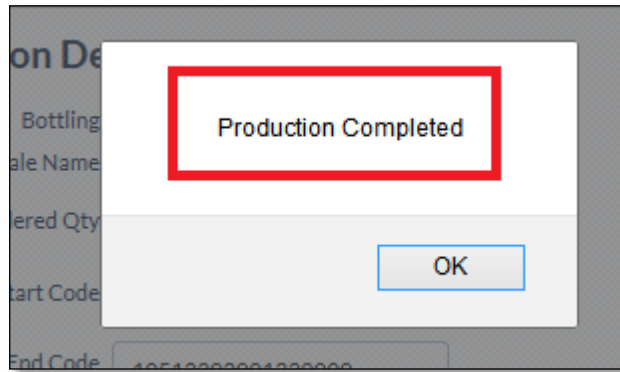 on De
Bottling
Production Completed
ale Name
lered Qty
OK
tart Code
End Code